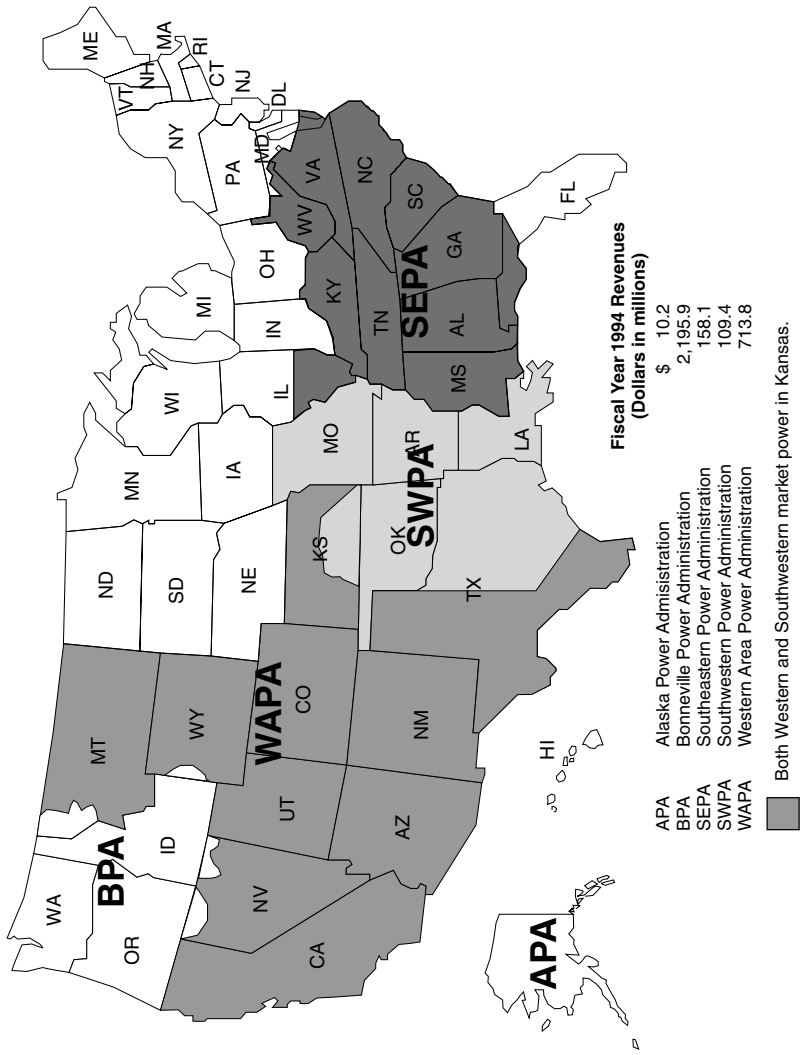 ME
VT
NH
MA
RI
CT
NY
NJ
PA
DL
MD
WA
MT
ND
MN
WI
MI
BPA
OR
ID
WY
SD
IA
IL
IN
OH
WV
VA
NE
NV
UT
WAPA
CO
KS
MO
KY
NC
CA
AZ
NM
OK
SWPA
AR
TN
SEPA
SC
TX
LA
MS
AL
GA
FL
APA
HI
Fiscal Year 1994 Revenues
(Dollars in millions)
APA Alaska Power Admisistration $ 10.2
BPA Bonneville Power Administration 2,195.9
SEPA Southeastern Power Administration 158.1
SWPA Southwestern Power Administration 109.4
WAPA Western Area Power Administration 713.8
Both Western and Southwestern market power in Kansas.